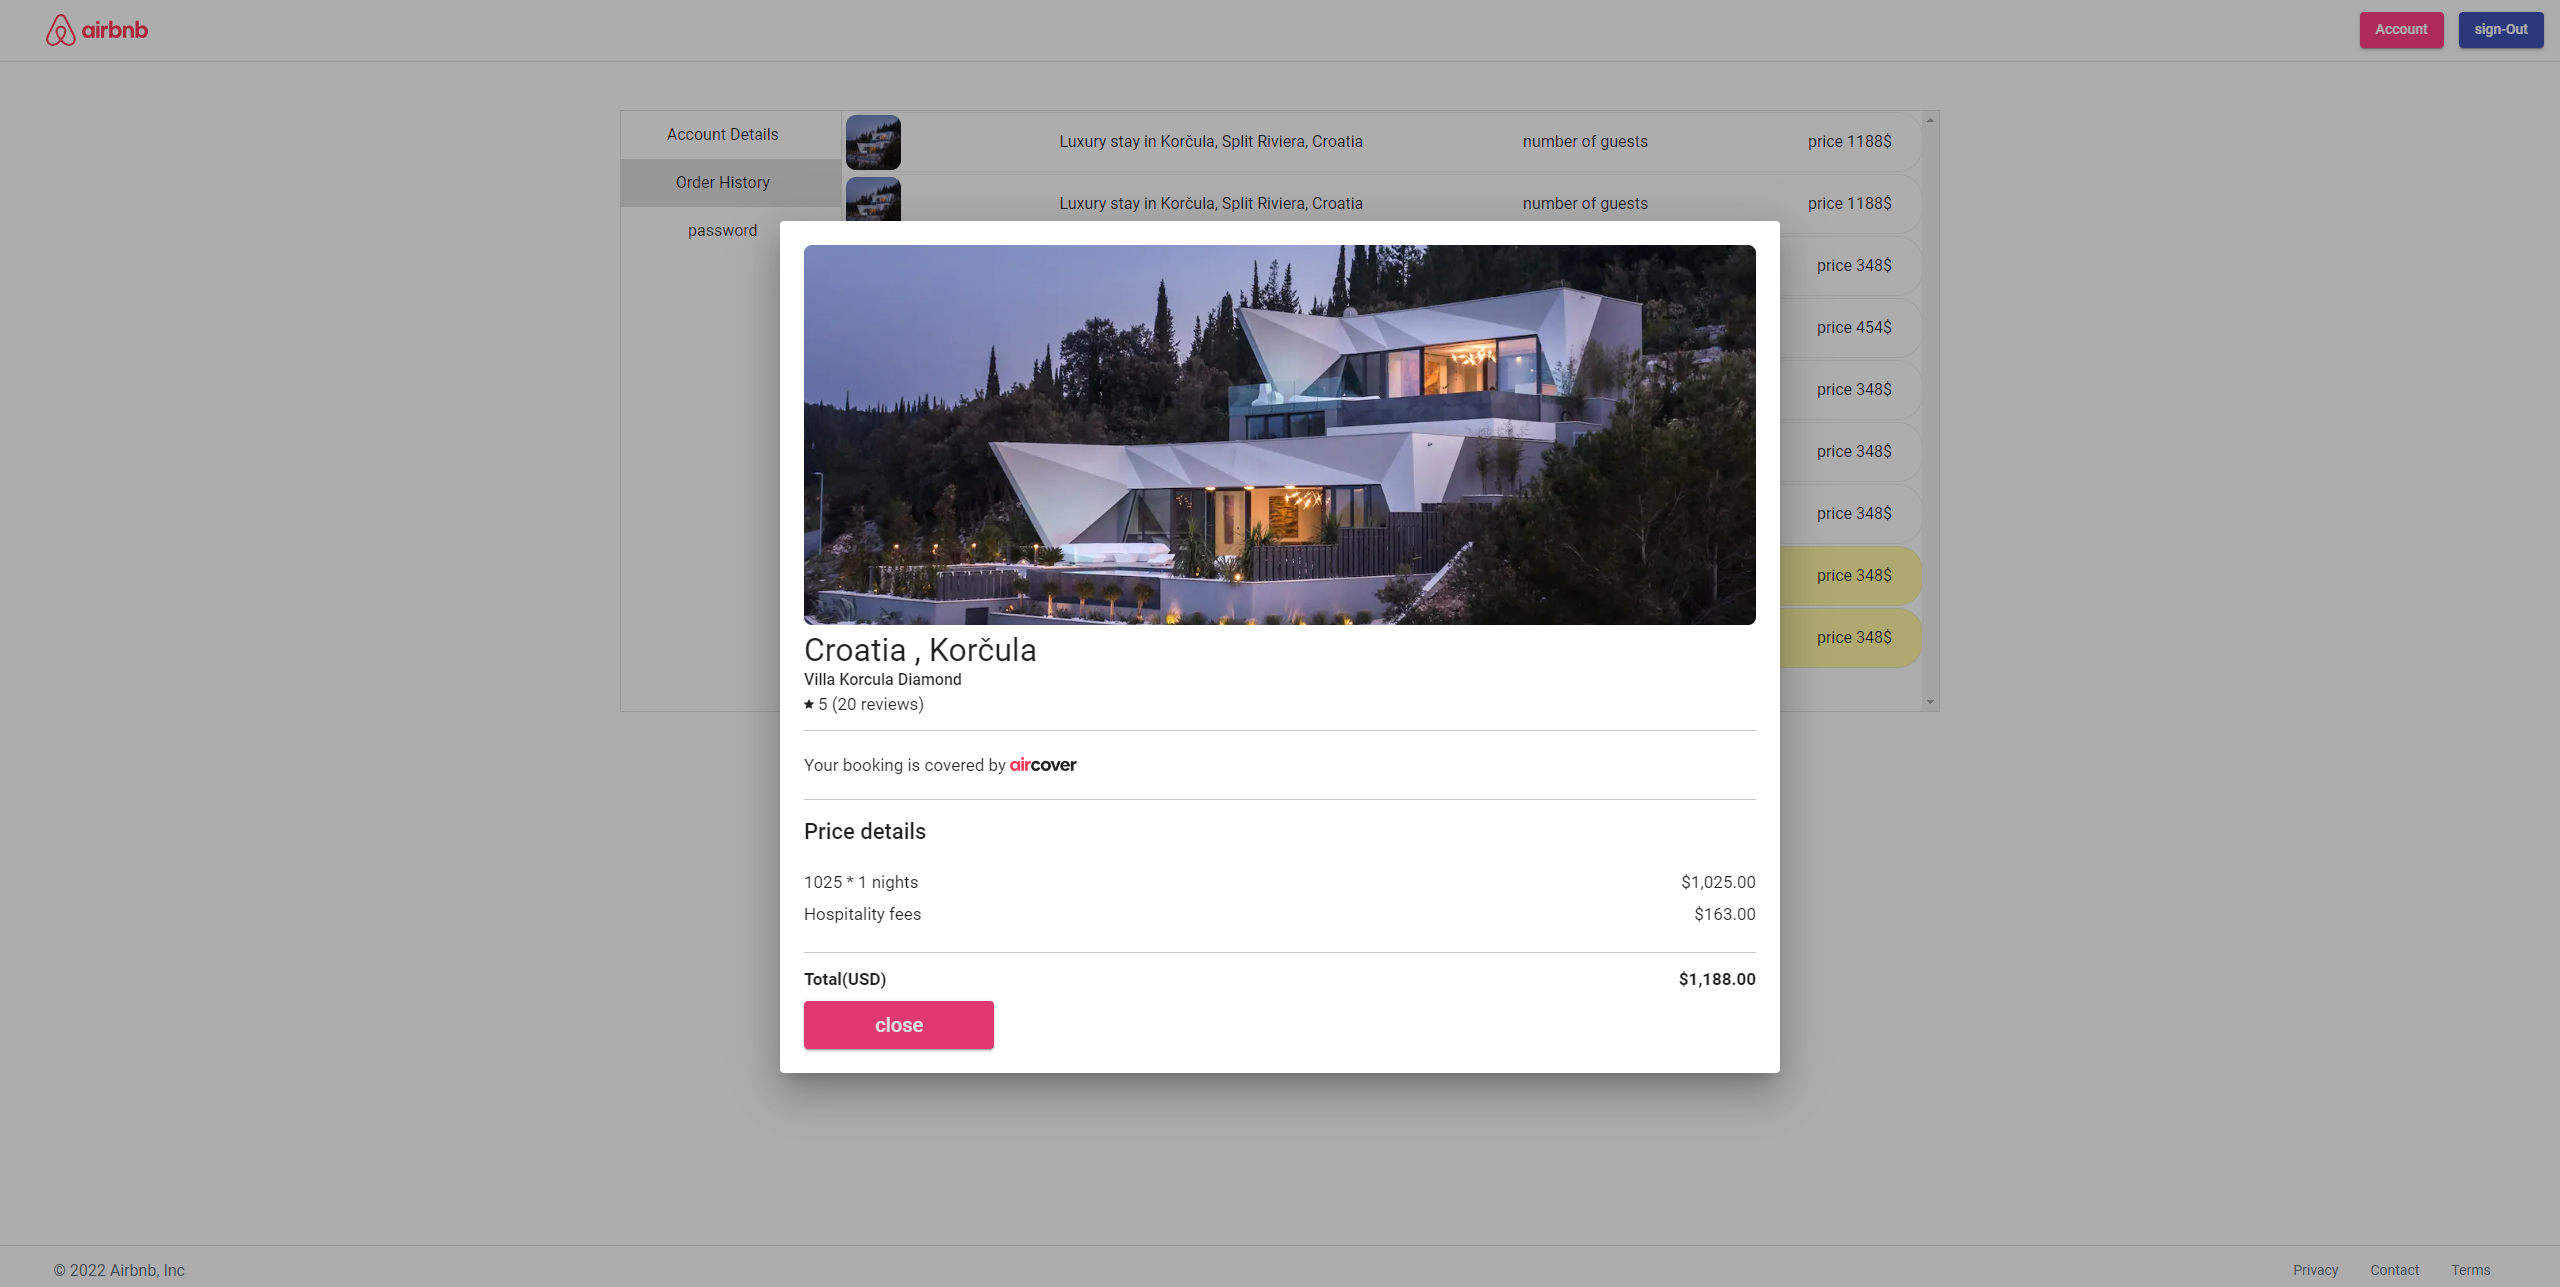 airbnb
Account
sign-Out
Account Details
Order History
password
Luxury stay in Korčula, Split Riviera, Croatia number of guests price 1188$
Luxury stay in Korčula, Split Riviera, Croatia number of guests price 1188$
price 348$
price 454$
price 348$
price 348$
price 348$
price 348$
price 348$
Croatia , Korčula
Villa Korcula Diamond
★ 5 (20 reviews)
Your booking is covered by aircover
Price details
1025 * 1 nights $1,025.00
Hospitality fees $163.00
Total(USD) $1,188.00
close
© 2022 Airbnb, Inc
Privacy Contact Terms